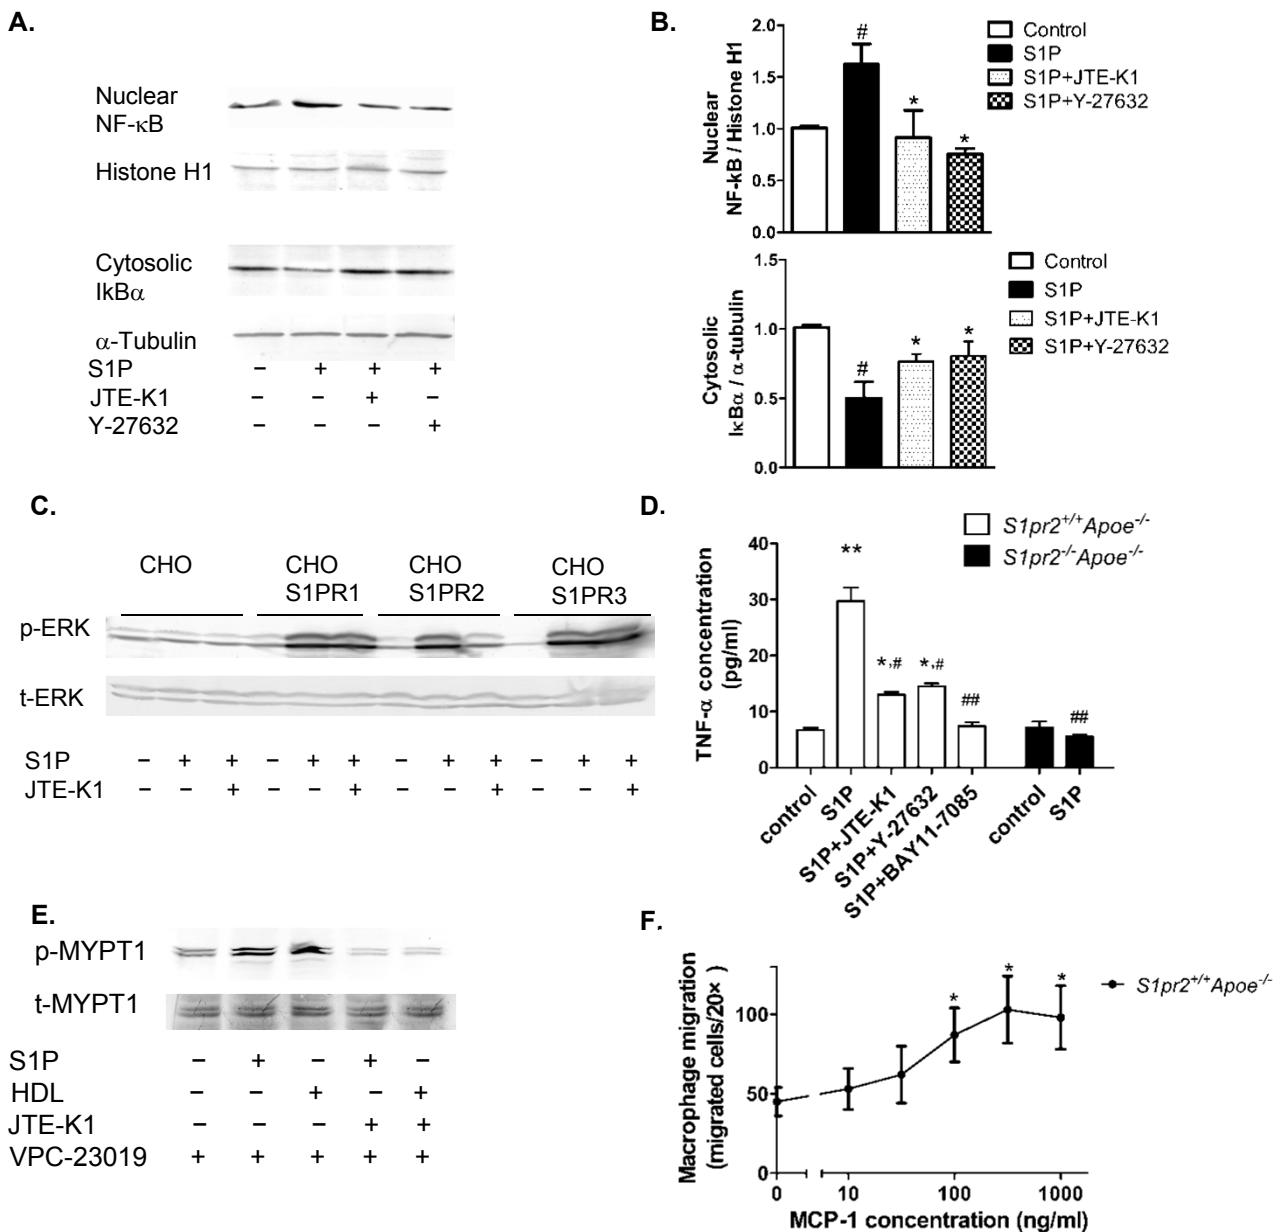 A.
Nuclear
NF-κB
Histone H1
Cytosolic
IkBα
α-Tubulin
S1P − + + +
JTE-K1 − − + −
Y-27632 − − − +
B.
2.0
1.5
1.0
0.5
0.0
Nuclear
NF-kB / Histone H1
#
*
*
Control
S1P
S1P+JTE-K1
S1P+Y-27632
1.5
1.0
0.5
0.0
Cytosolic
IκBα / α-tubulin
#
*
*
Control
S1P
S1P+JTE-K1
S1P+Y-27632
C.
CHO
CHO
S1PR1
CHO
S1PR2
CHO
S1PR3
p-ERK
t-ERK
S1P − + + − + + − + + − + +
JTE-K1 − − + − − + − − + − − +
D.
S1pr2+/+Apoe-/-
S1pr2-/-Apoe-/-
40
30
20
10
0
TNF-α concentration
(pg/ml)
**
*,#
*,#
##
##
control
S1P
S1P+JTE-K1
S1P+Y-27632
S1P+BAY11-7085
control
S1P
E.
p-MYPT1
t-MYPT1
S1P − + − + −
HDL − − + − +
JTE-K1 − − − + +
VPC-23019 + + + + +
F.
Macrophage migration
(migrated cells/20×)
100
50
0
*
*
*
S1pr2+/+Apoe-/-
0 10 100 1000
MCP-1 concentration (ng/ml)